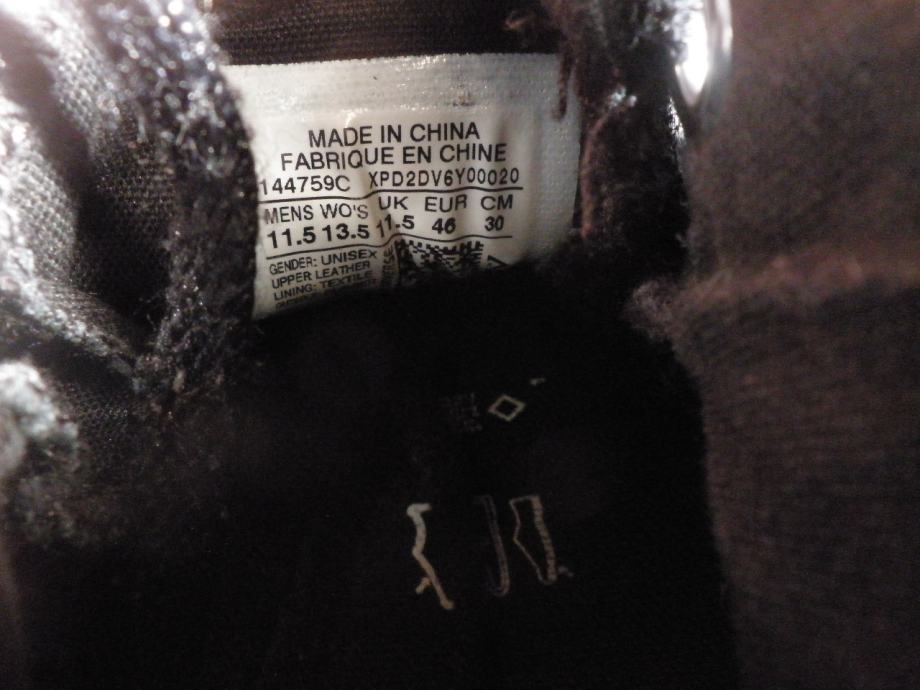 MADE IN CHINA
FABRIQUE EN CHINE
144759C XPD2DV6Y00020
MENS WO'S UK EUR CM
11.5 13.5 11.5 46 30
GENDER: UNISEX
UPPER LEATHER
LINING: TEXTILE